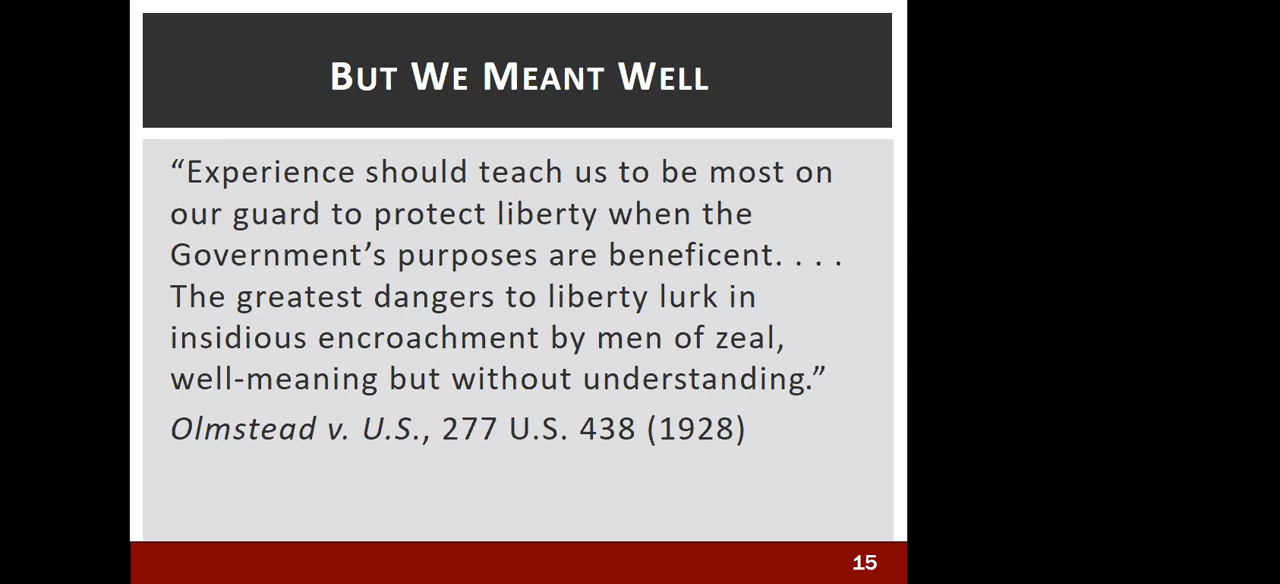 BUT WE MEANT WELL
“Experience should teach us to be most on
our guard to protect liberty when the
Government’s purposes are beneficent. . . .
The greatest dangers to liberty lurk in
insidious encroachment by men of zeal,
well-meaning but without understanding.”
Olmstead v. U.S., 277 U.S. 438 (1928)
15